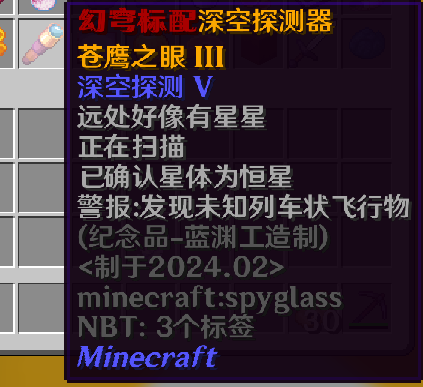 幻穹标配深空探测器
苍鹰之眼 III
深空探测 V
远处好像有星星
正在扫描
已确认星体为恒星
警报:发现未知列车状飞行物
(纪念品-蓝渊工造制)
<制于2024.02>
minecraft:spyglass
NBT: 3个标签
Minecraft
30